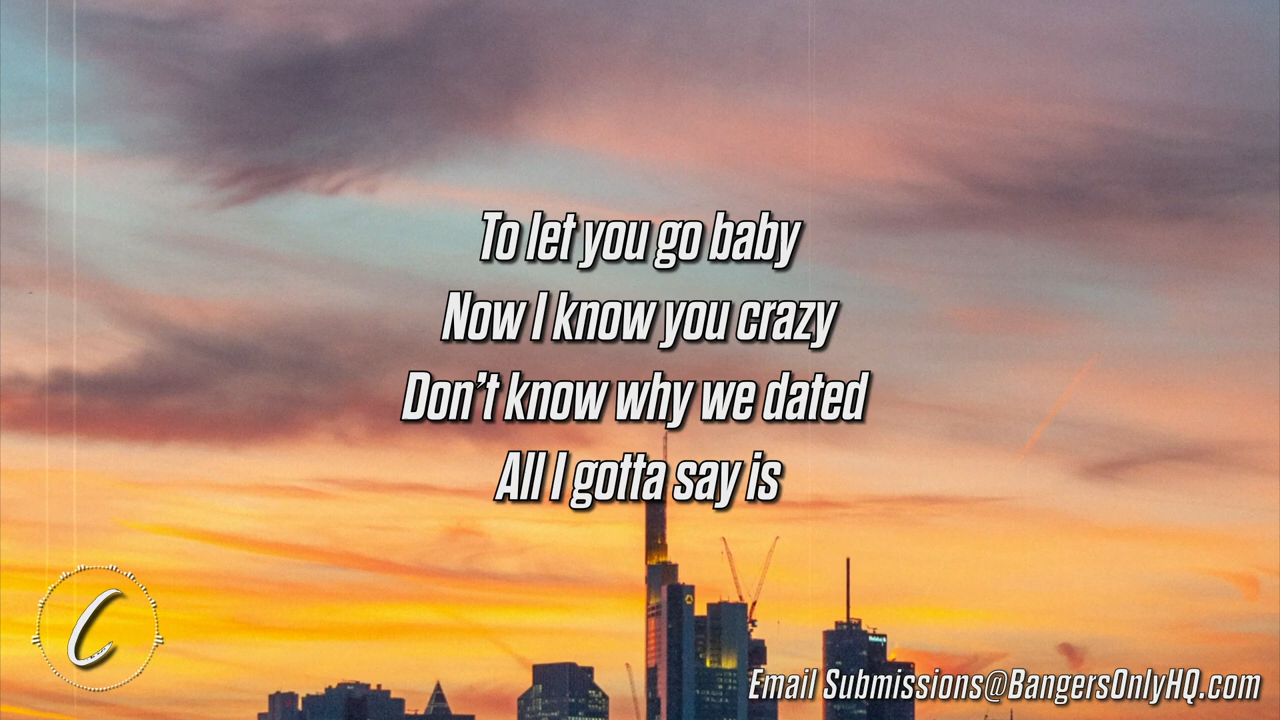 To let you go baby
Now I know you crazy
Don't know why we dated
All I gotta say is
C
Email Submissions@BangersOnlyHQ.com